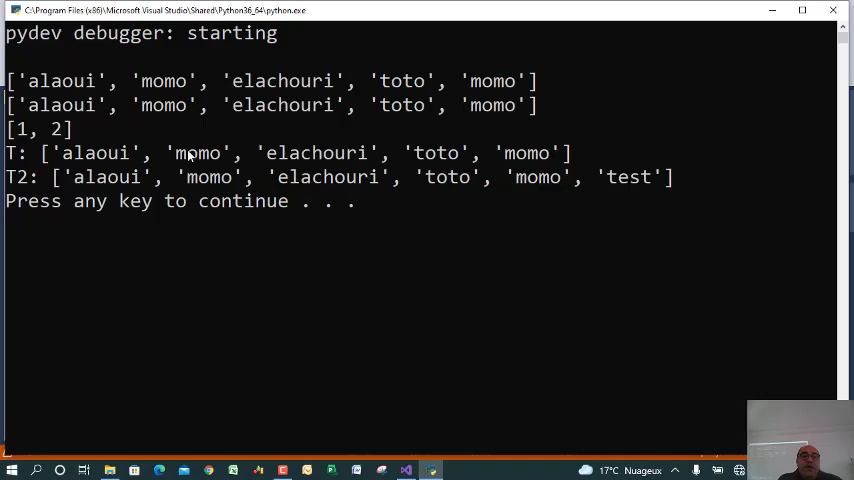 C:\Program Files (x86)\Microsoft Visual Studio\Shared\Python36_64\python.exe
pydev debugger: starting
['alaoui', 'momo', 'elachouri', 'toto', 'momo']
['alaoui', 'momo', 'elachouri', 'toto', 'momo']
[1, 2]
T: ['alaoui', 'momo', 'elachouri', 'toto', 'momo']
T2: ['alaoui', 'momo', 'elachouri', 'toto', 'momo', 'test']
Press any key to continue . . .
17°C Nuageux